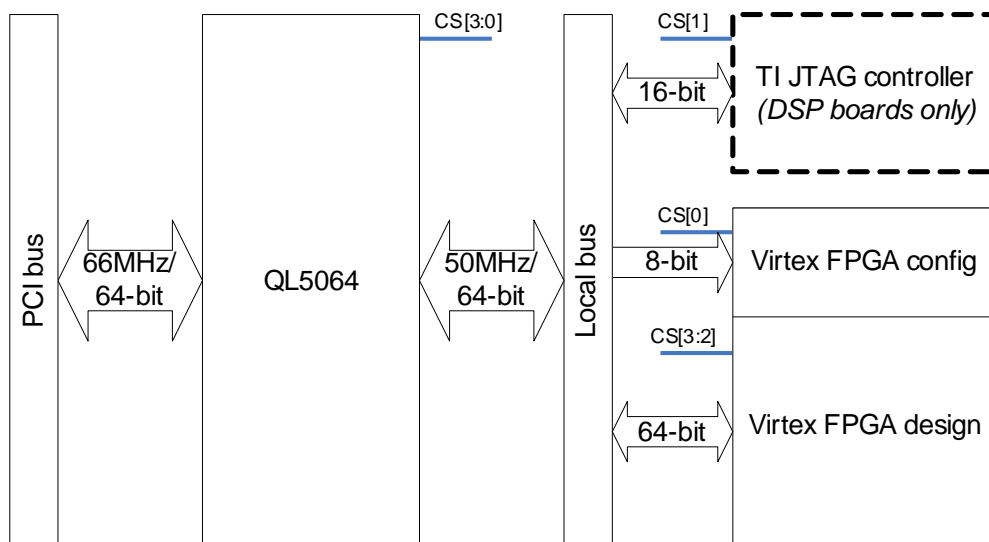 CS[3:0]
CS[1]
16-bit
TI JTAG controller
(DSP boards only)
PCI bus
66MHz/
64-bit
QL5064
50MHz/
64-bit
Local bus
CS[0]
8-bit
Virtex FPGA config
CS[3:2]
64-bit
Virtex FPGA design